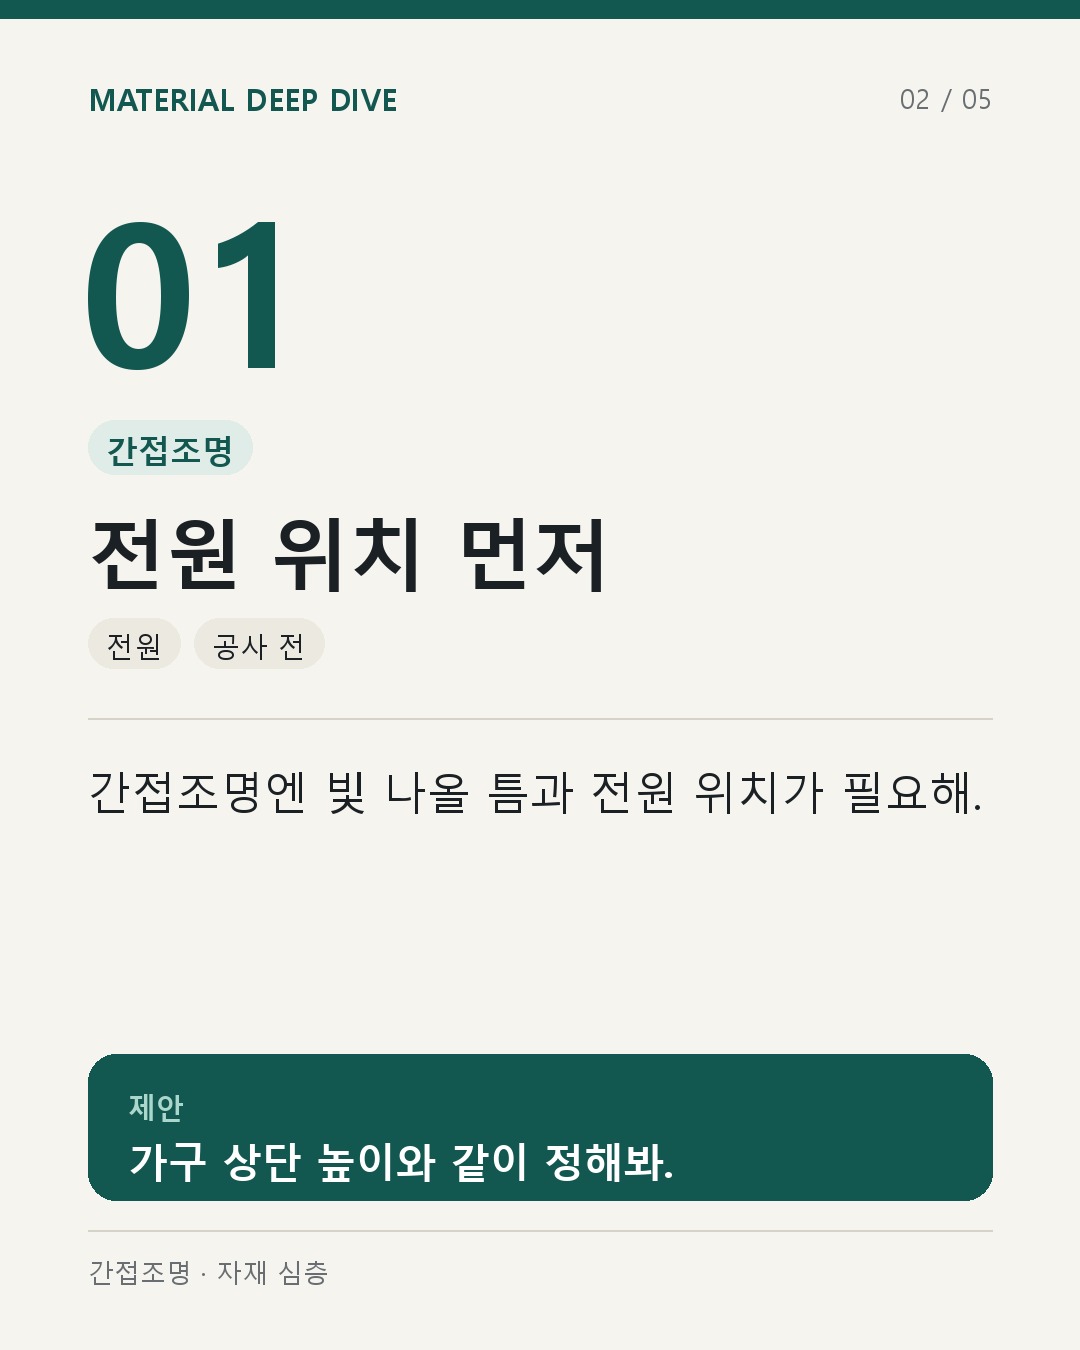 MATERIAL DEEP DIVE
02 / 05
01
간접조명
전원 위치 먼저
전원
공사 전
간접조명엔 빛 나올 틈과 전원 위치가 필요해.
제안
가구 상단 높이와 같이 정해봐.
간접조명 · 자재 심층